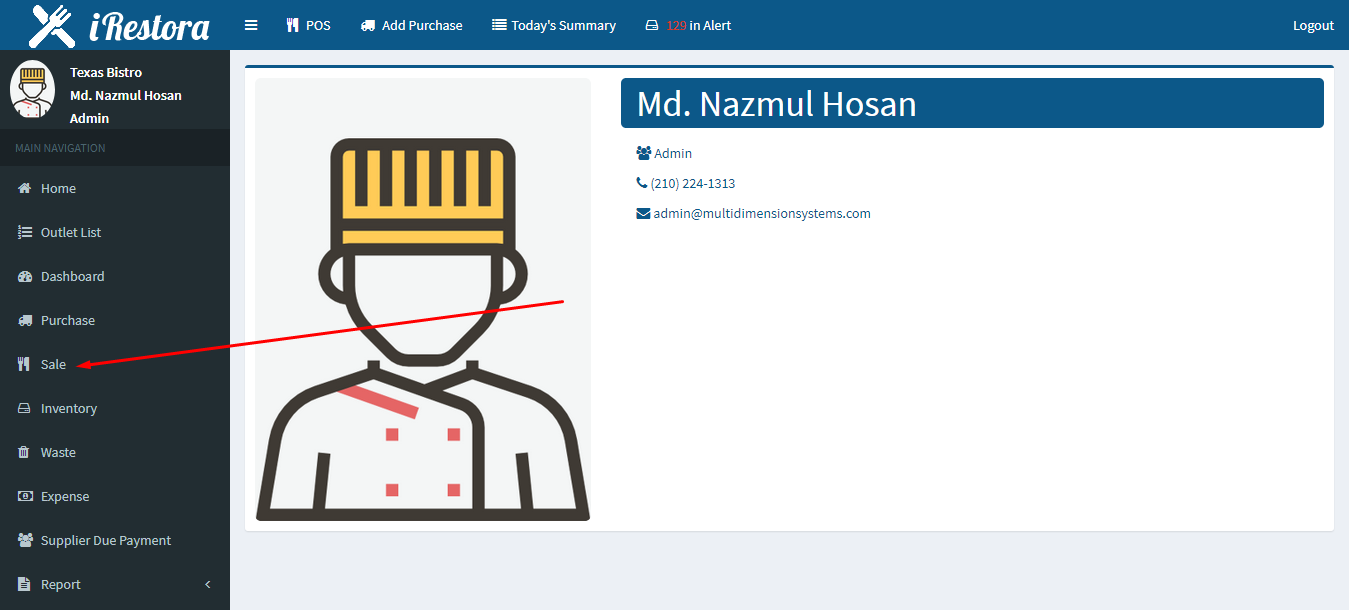 iRestora
POS
Add Purchase
Today's Summary
129 in Alert
Logout
Texas Bistro
Md. Nazmul Hosan
Admin
MAIN NAVIGATION
Home
Outlet List
Dashboard
Purchase
Sale
Inventory
Waste
Expense
Supplier Due Payment
Report
Md. Nazmul Hosan
Admin
(210) 224-1313
admin@multidimensionsystems.com